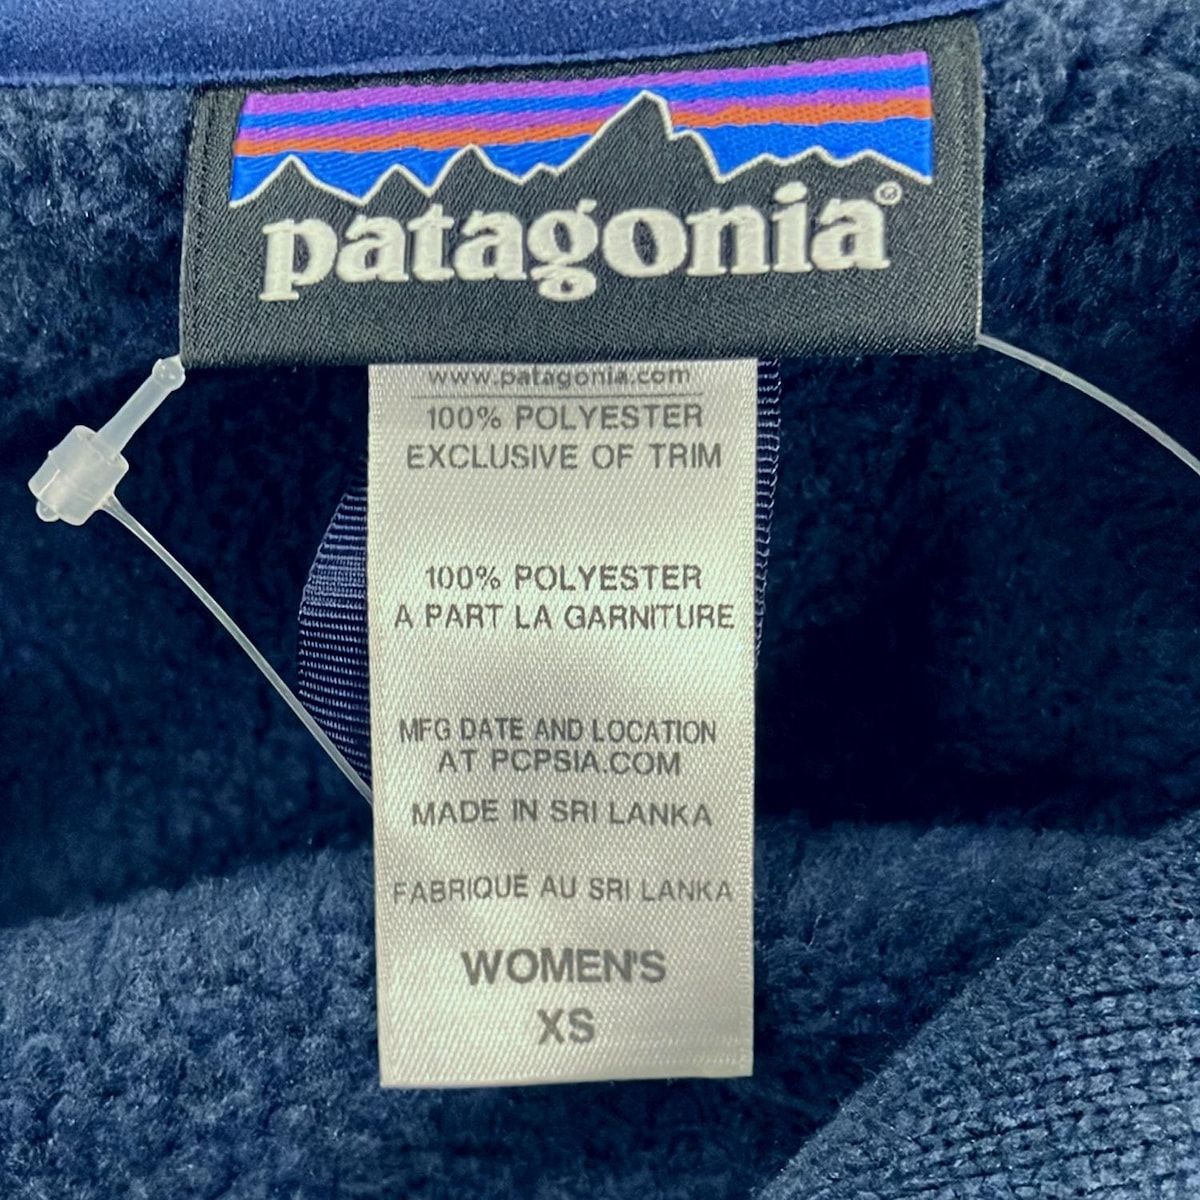 patagonia®
www.patagonia.com
100% POLYESTER
EXCLUSIVE OF TRIM
100% POLYESTER
A PART LA GARNITURE
MFG DATE AND LOCATION
AT PCPSIA.COM
MADE IN SRI LANKA
FABRIQUE AU SRI LANKA
WOMEN'S
XS